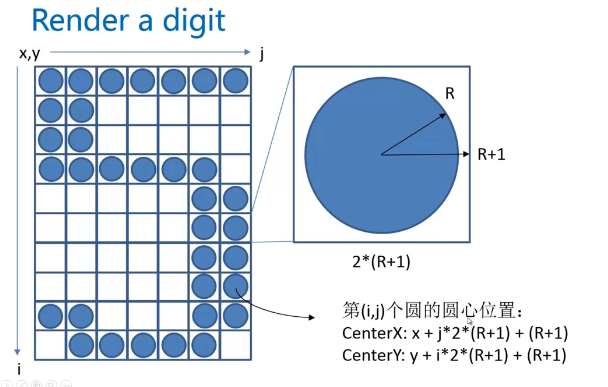 Render a digit
x,y
j
R
R+1
2*(R+1)
第(i,j)个圆的圆心位置：
CenterX: x + j*2*(R+1) + (R+1)
CenterY: y + i*2*(R+1) + (R+1)
i